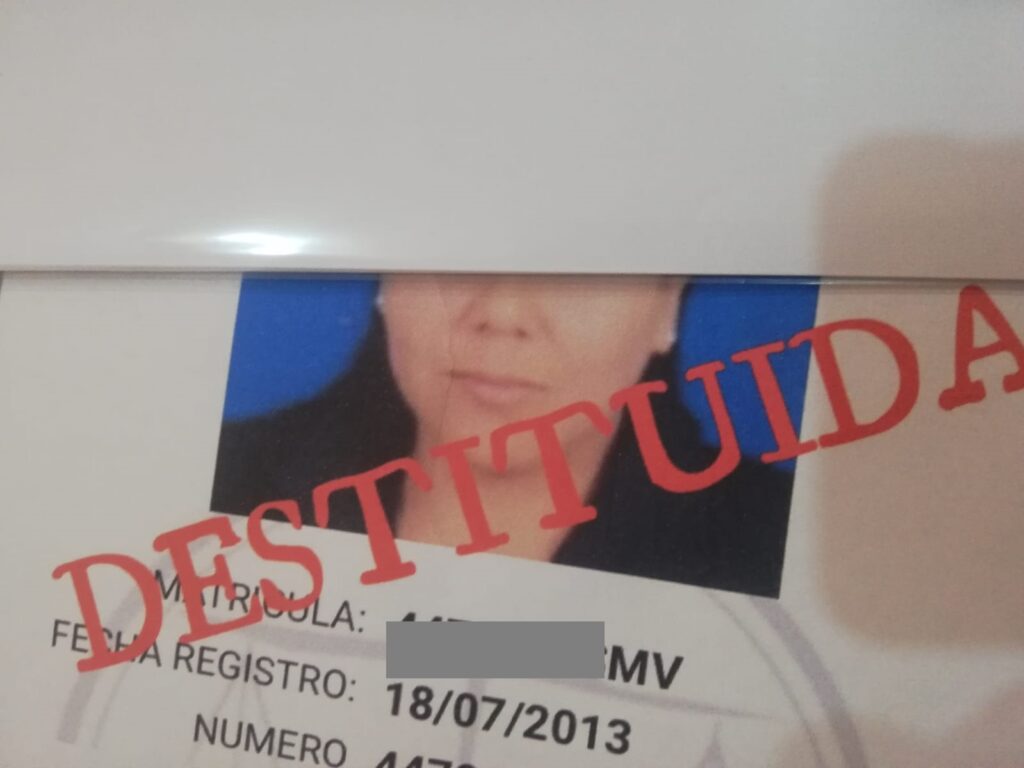 DESTITUIDA
MATRICULA: MV
FECHA REGISTRO: 18/07/2013
NUMERO